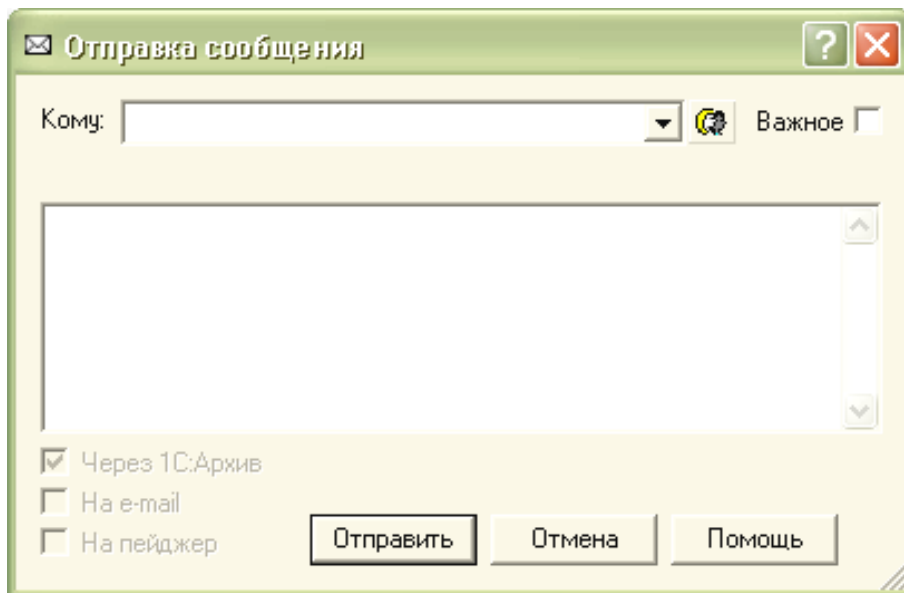 Отправка сообщения
Кому: Важное
Через 1С:Архив
На e-mail
На пейджер
Отправить Отмена Помощь